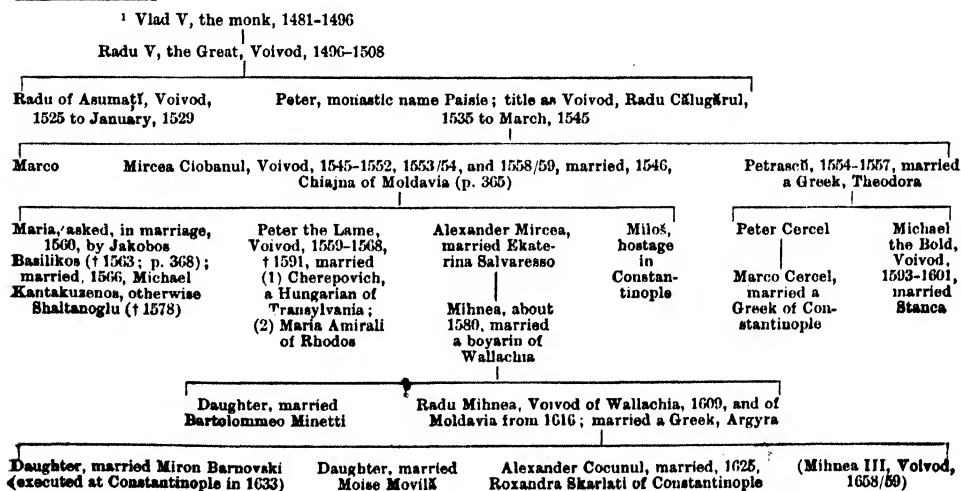 ¹ Vlad V, the monk, 1481-1496
Radu V, the Great, Voivod, 1496-1508
Radu of Asumatĭ, Voivod,
1525 to January, 1529
Peter, monastic name Paisie; title as Voivod, Radu Călugărul,
1535 to March, 1545
Marco
Mircea Ciobanul, Voivod, 1545-1552, 1553/54, and 1558/59, married, 1546,
Chiajna of Moldavia (p. 365)
Petrascŭ, 1554-1557, married
a Greek, Theodora
Maria, asked, in marriage,
1560, by Jakobos
Basilikos († 1563; p. 368);
married, 1566, Michael
Kantakuzenos, otherwise
Shaltanoglu († 1578)
Peter the Lame,
Voivod, 1559-1568,
† 1591, married
(1) Cherepovich,
a Hungarian of
Transylvania;
(2) Maria Amirali
of Rhodos
Alexander Mircea,
married Ekate-
rina Salvaresso
Mihnea, about
1580, married
a boyarin of
Wallachia
Miloš,
hostage
in
Constan-
tinople
Peter Cercel
Marco Cercel,
married a
Greek of Con-
stantinople
Michael
the Bold,
Voivod,
1593-1601,
married
Stanca
Daughter, married
Bartolommeo Minetti
Radu Mihnea, Voivod of Wallachia, 1609, and of
Moldavia from 1616; married a Greek, Argyra
Daughter, married Miron Barnovski
(executed at Constantinople in 1633)
Daughter, married
Moise Movilă
Alexander Cocunul, married, 1625,
Roxandra Skarlati of Constantinople
(Mihnea III, Voivod,
1658/59)